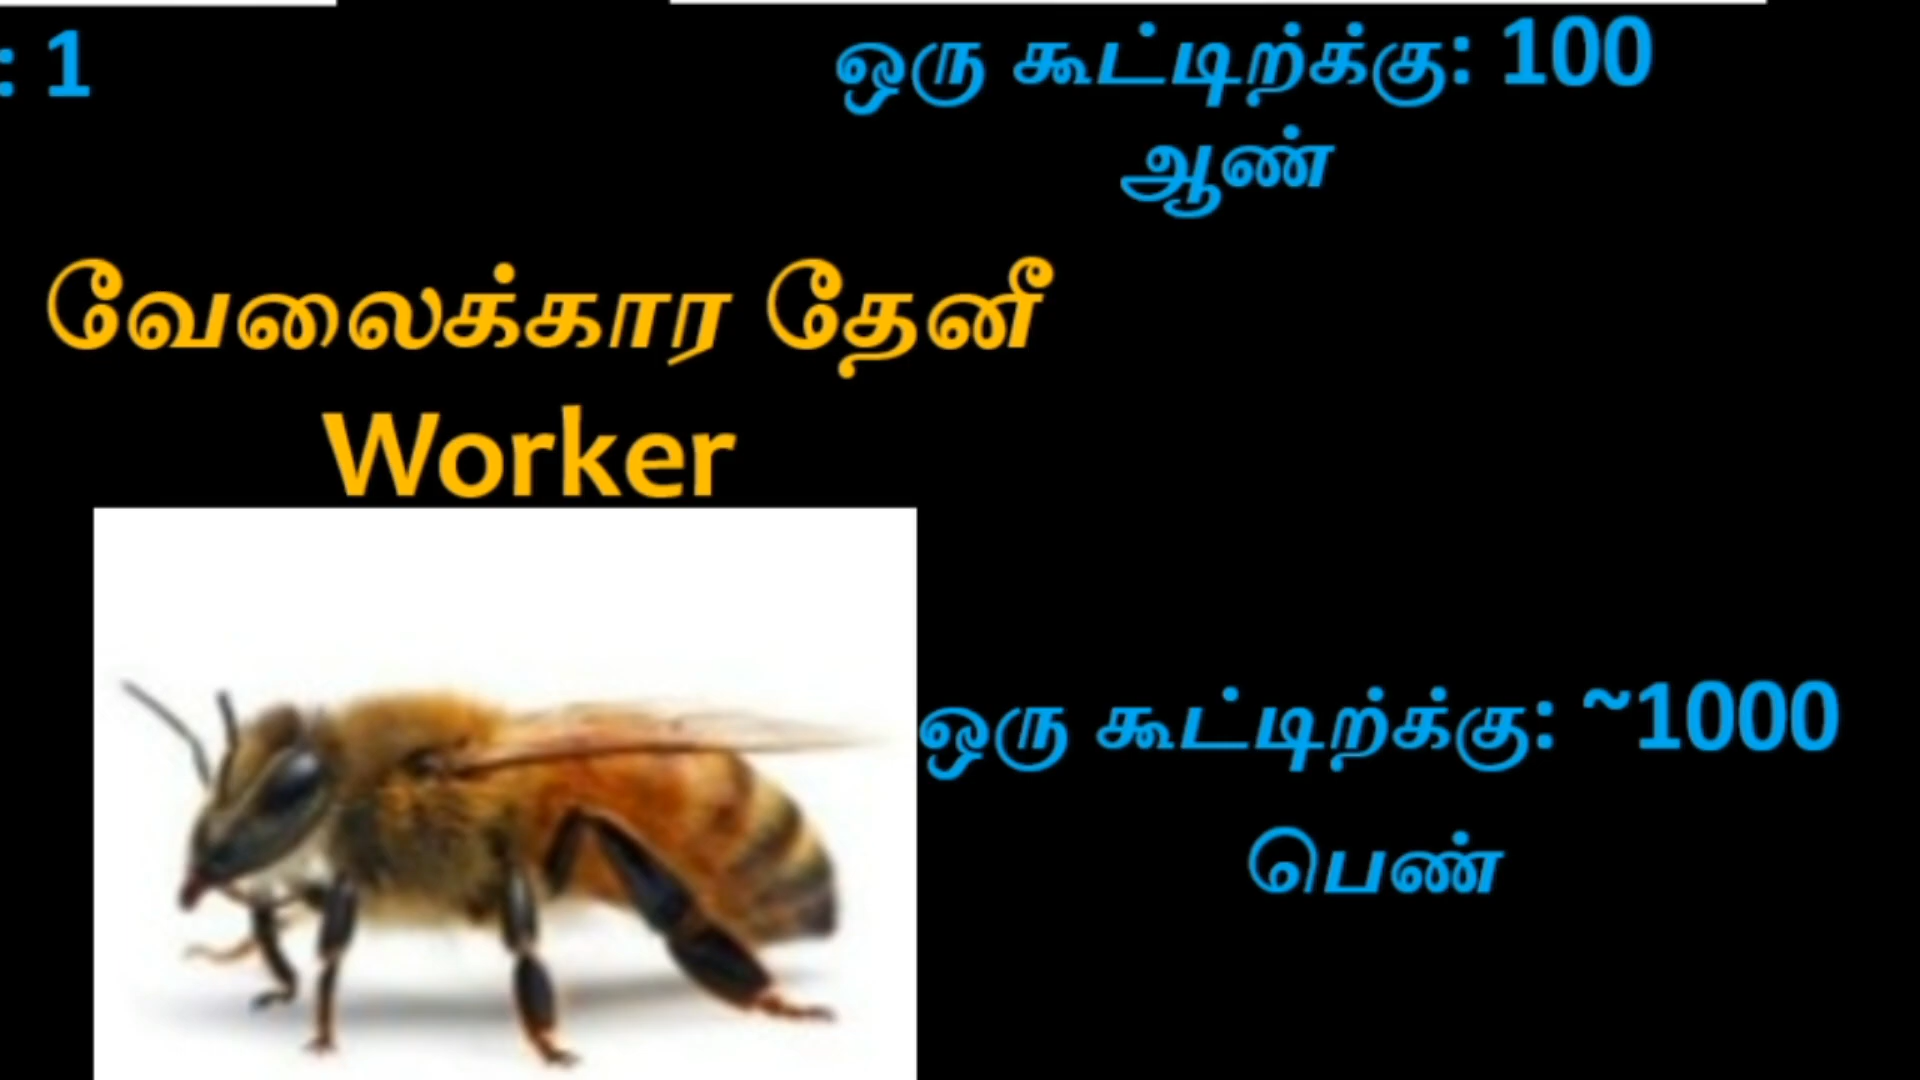 : 1
ஒரு கூட்டிற்க்கு: 100
ஆண்
வேலைக்கார தேனீ
Worker
ஒரு கூட்டிற்க்கு: ~1000
பெண்